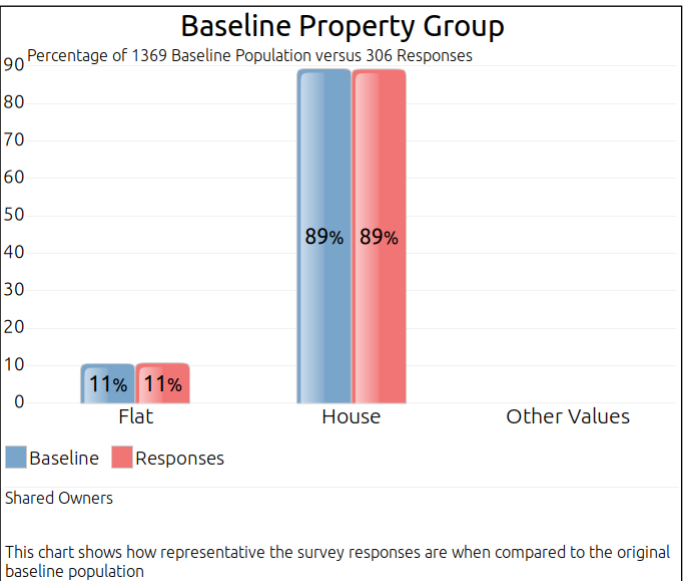 Baseline Property Group
Percentage of 1369 Baseline Population versus 306 Responses
90
80
70
60
50
40
30
20
10
0
89% 89%
11% 11%
Flat House Other Values
Baseline Responses
Shared Owners
This chart shows how representative the survey responses are when compared to the original
baseline population